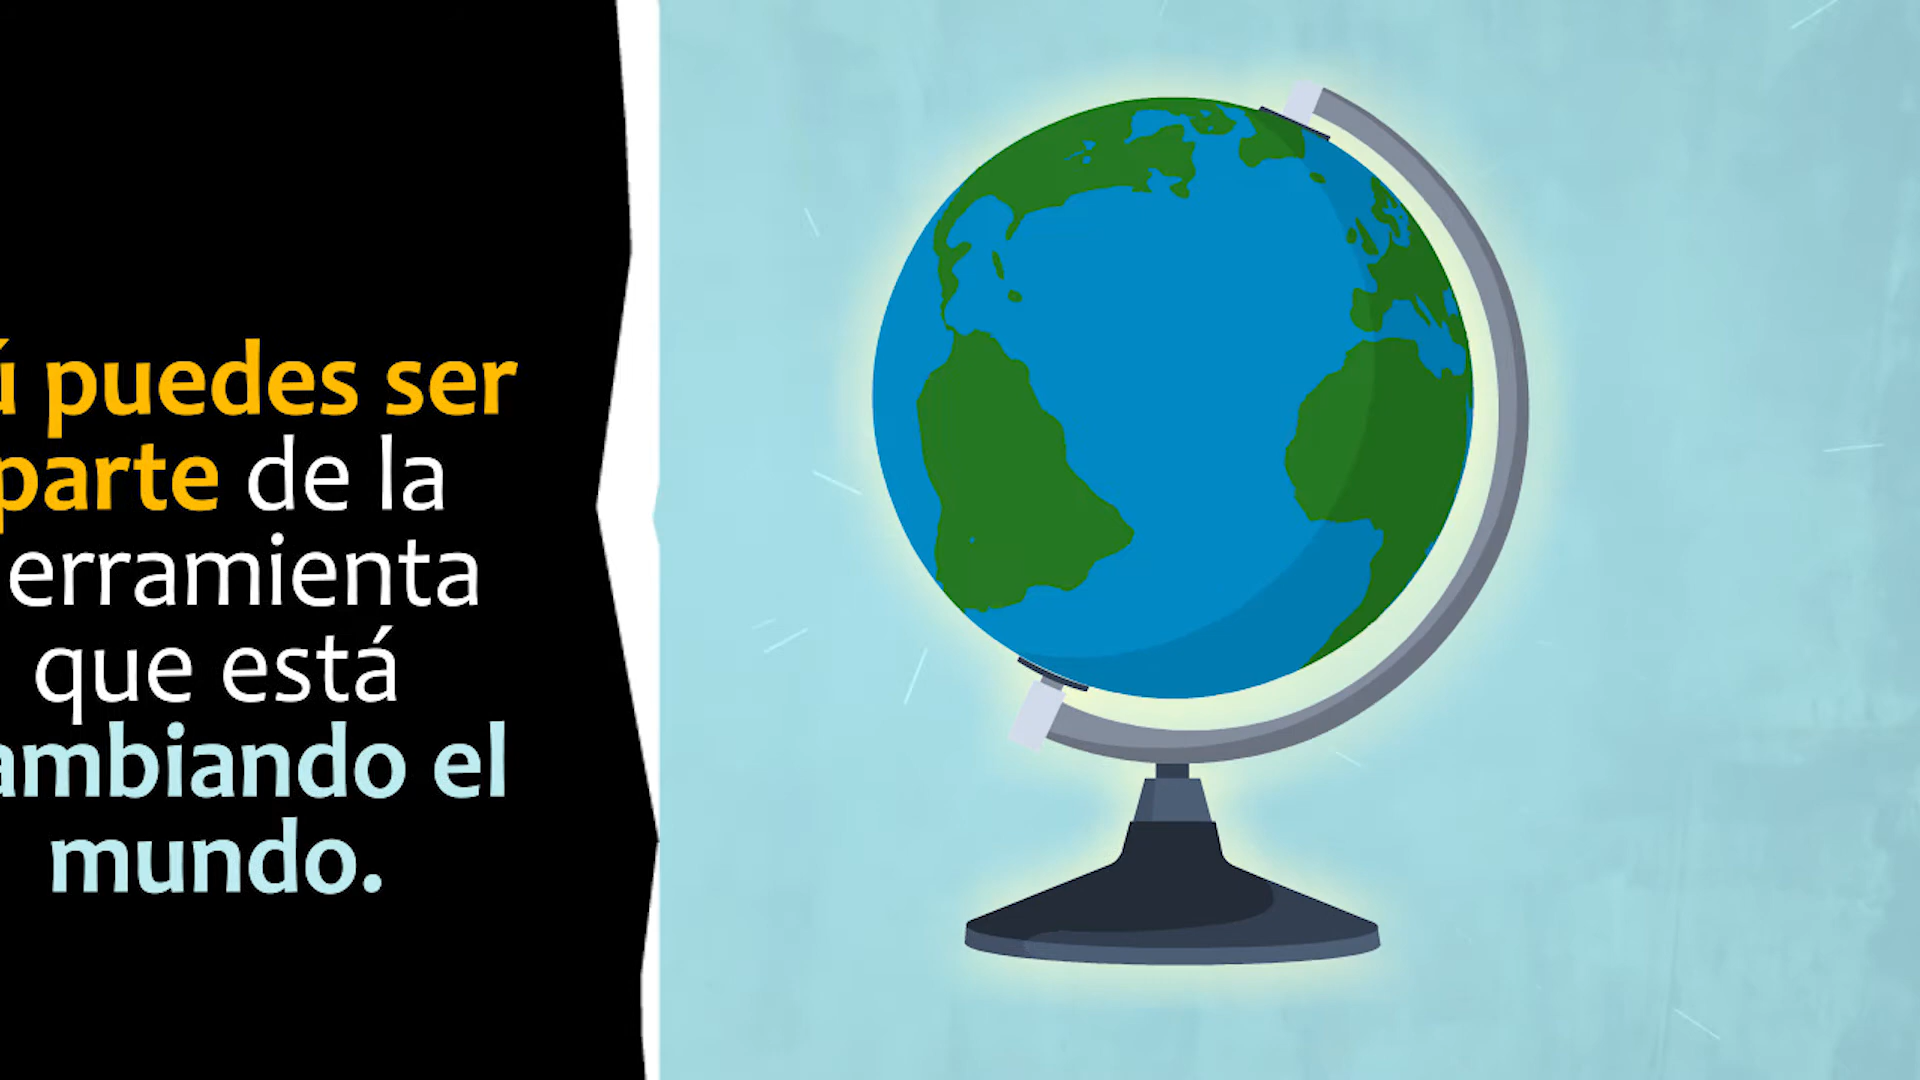 ú puedes ser
parte de la
erramienta
que está
ambiando el
mundo.